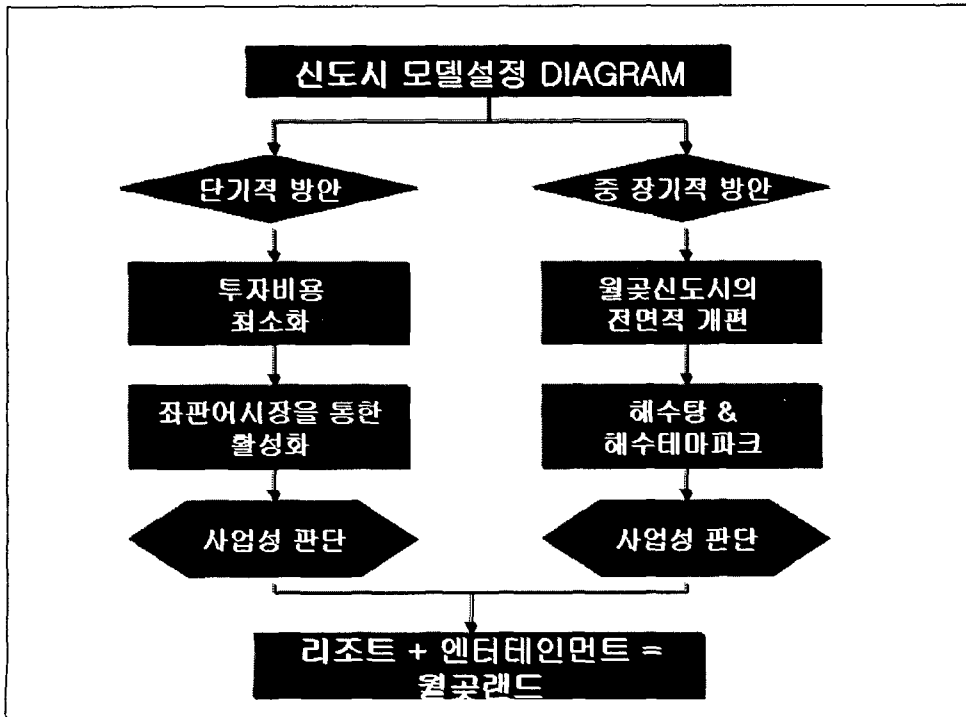 신도시 모델설정 DIAGRAM
단기적 방안
중 장기적 방안
투자비용
최소화
월곶신도시의
전면적 개편
좌판어시장을 통한
활성화
해수탕 &
해수테마파크
사업성 판단
사업성 판단
리조트 + 엔터테인먼트 =
월곶랜드